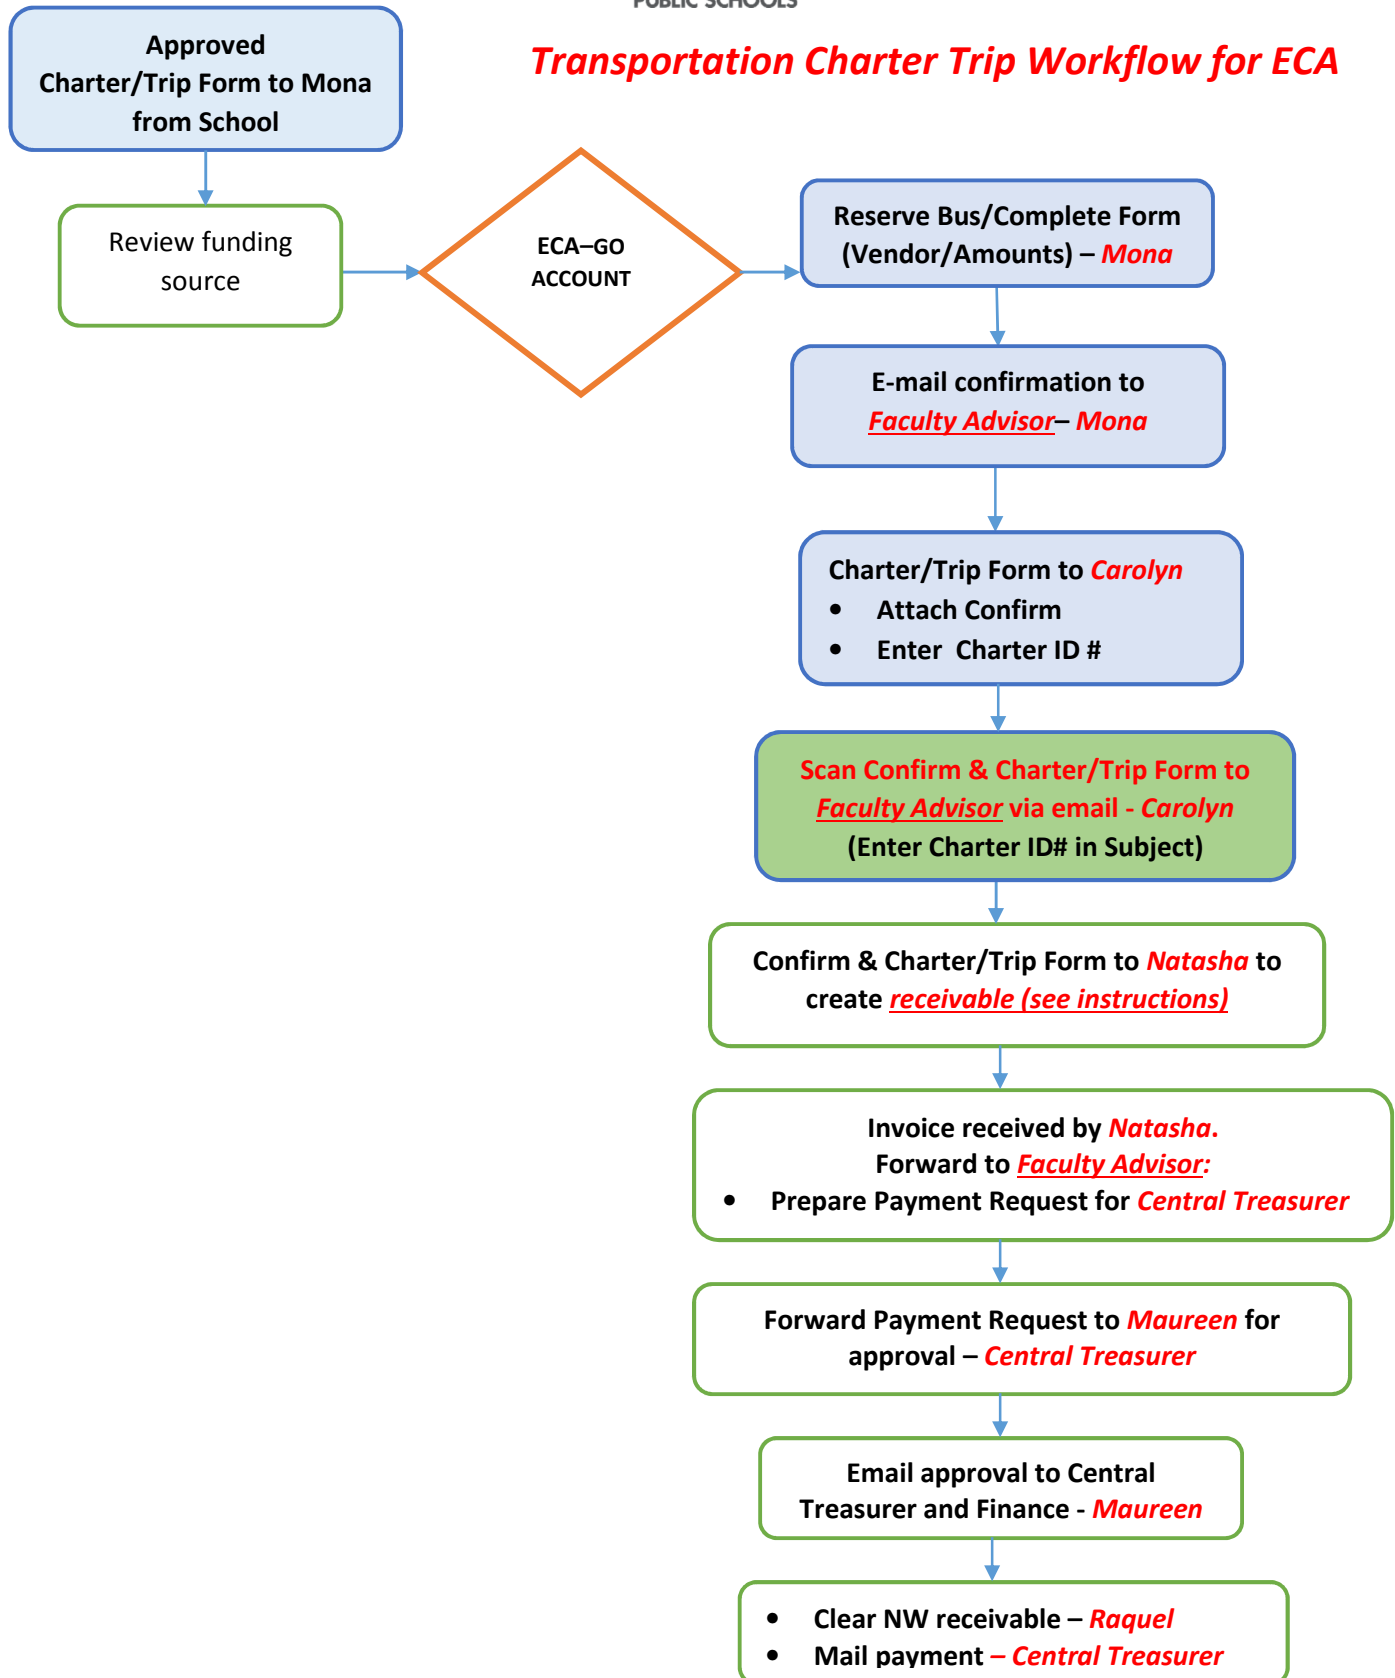 PUBLIC SCHOOLS
Transportation Charter Trip Workflow for ECA
Approved
Charter/Trip Form to Mona
from School
Review funding
source
ECA–GO
ACCOUNT
Reserve Bus/Complete Form
(Vendor/Amounts) – Mona
E-mail confirmation to
Faculty Advisor– Mona
Charter/Trip Form to Carolyn
• Attach Confirm
• Enter Charter ID #
Scan Confirm & Charter/Trip Form to
Faculty Advisor via email - Carolyn
(Enter Charter ID# in Subject)
Confirm & Charter/Trip Form to Natasha to
create receivable (see instructions)
Invoice received by Natasha.
Forward to Faculty Advisor:
• Prepare Payment Request for Central Treasurer
Forward Payment Request to Maureen for
approval – Central Treasurer
Email approval to Central
Treasurer and Finance - Maureen
• Clear NW receivable – Raquel
• Mail payment – Central Treasurer